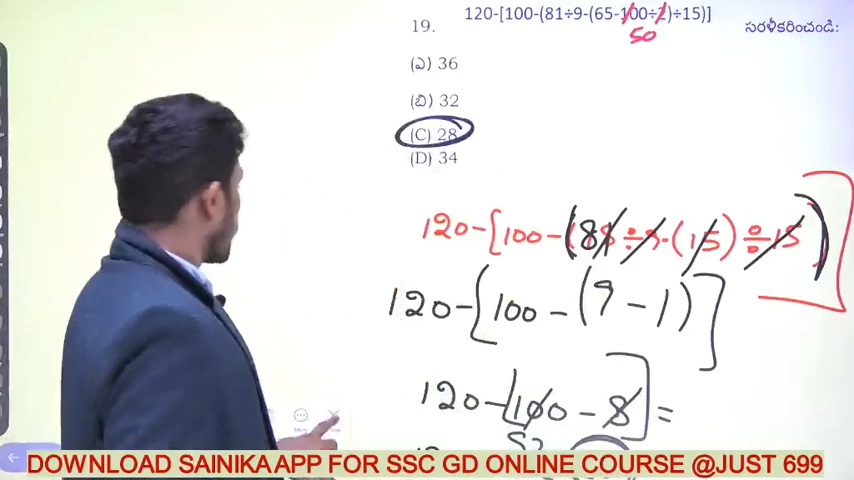 120-[100-(81÷9-(65-100÷2)÷15)]
50
19. సరళీకరించండి:
(ఎ) 36
(బి) 32
(C) 28
(D) 34
120-[100-(88÷9-(15)÷15)]
120-[100-(9-1)]
120-[100-8]=
DOWNLOAD SAINIKA APP FOR SSC GD ONLINE COURSE @JUST 699